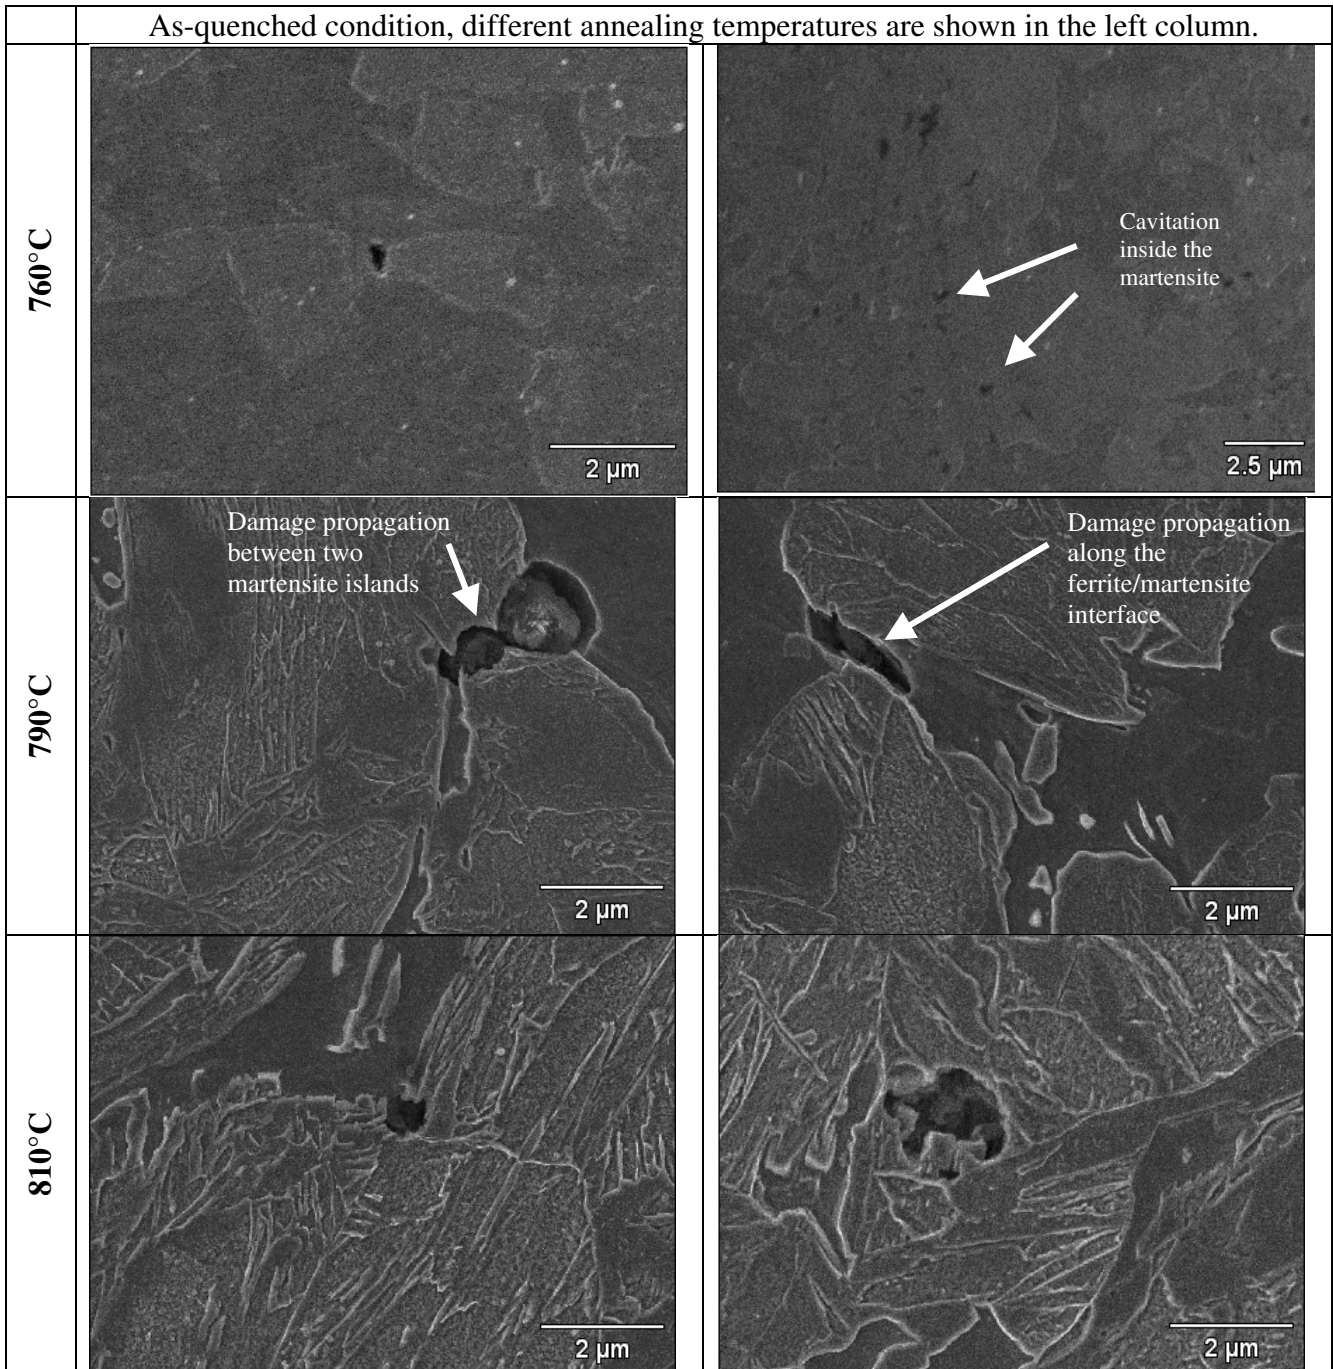 As-quenched condition, different annealing temperatures are shown in the left column.
760°C
2 µm
Cavitation
inside the
martensite
2.5 µm
790°C
Damage propagation
between two
martensite islands
2 µm
Damage propagation
along the
ferrite/martensite
interface
2 µm
810°C
2 µm
2 µm